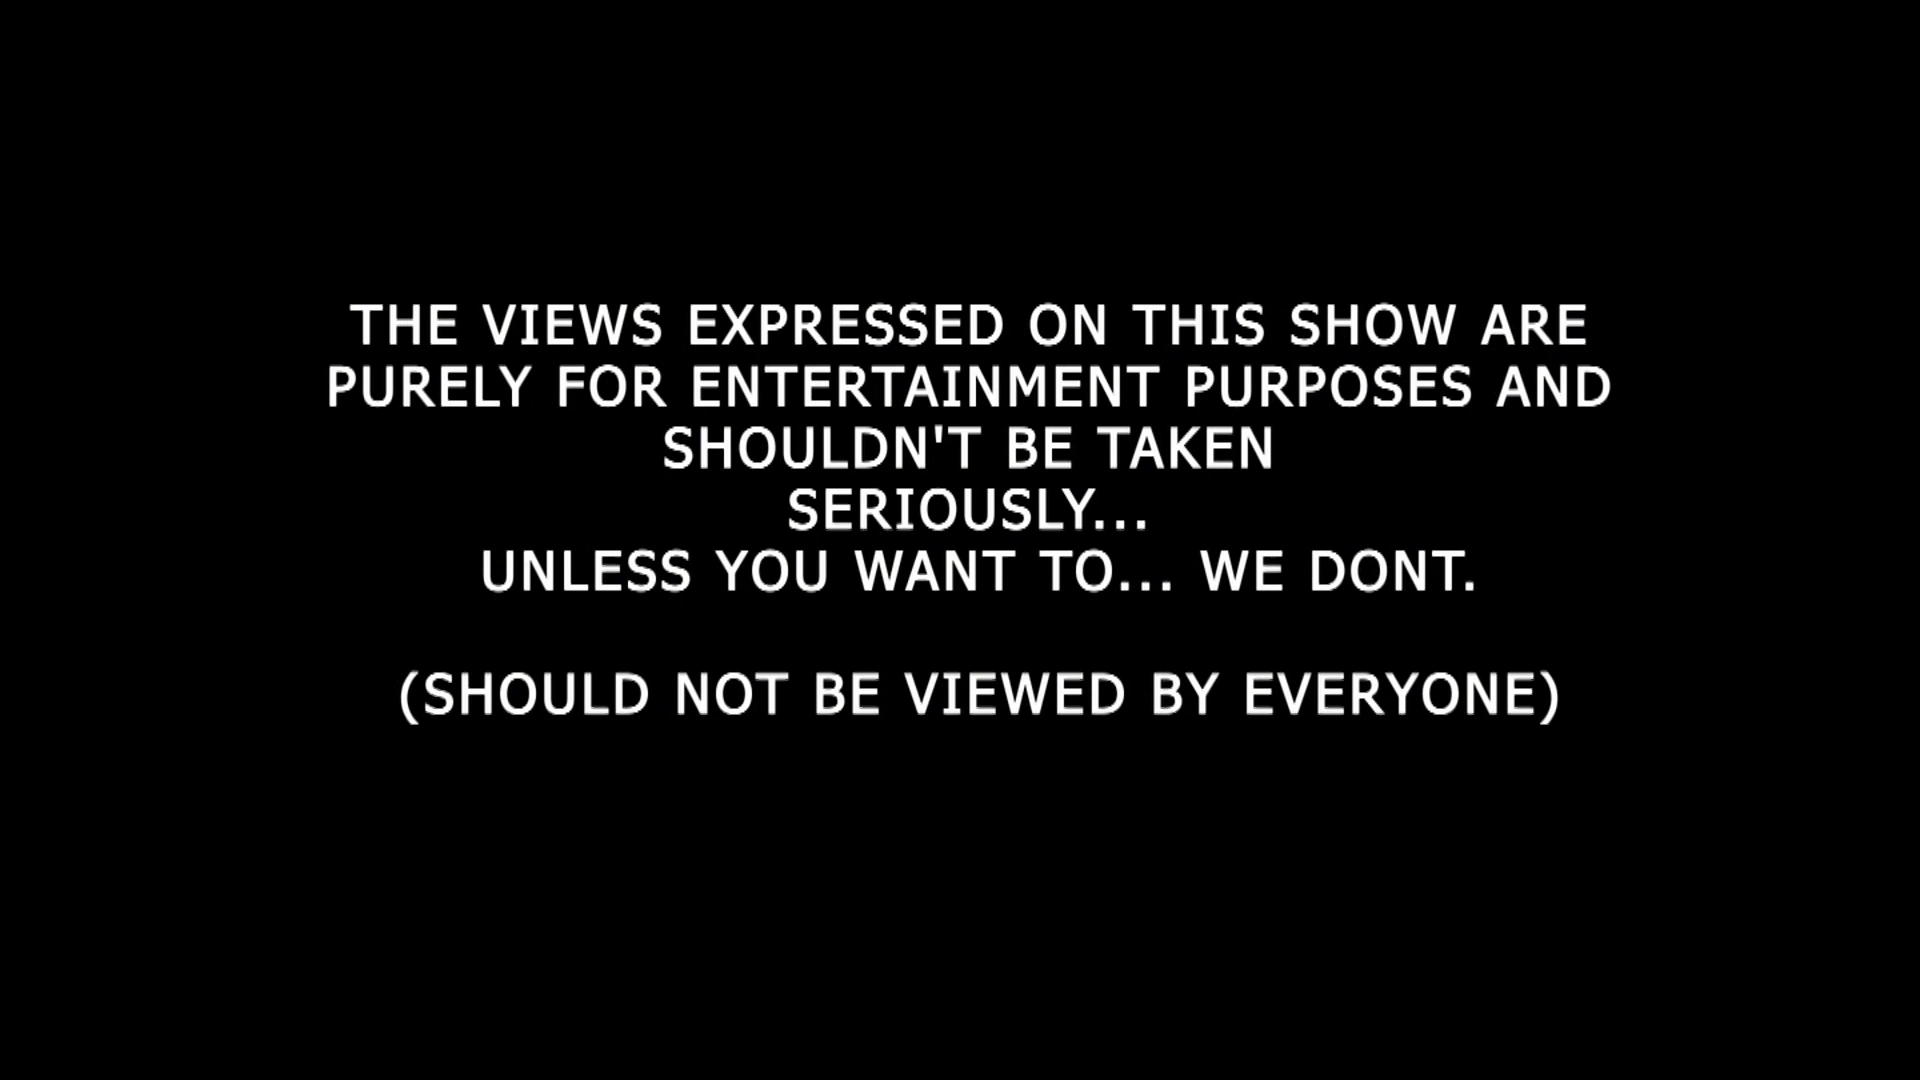 THE VIEWS EXPRESSED ON THIS SHOW ARE
PURELY FOR ENTERTAINMENT PURPOSES AND
SHOULDN'T BE TAKEN
SERIOUSLY...
UNLESS YOU WANT TO... WE DONT.
(SHOULD NOT BE VIEWED BY EVERYONE)